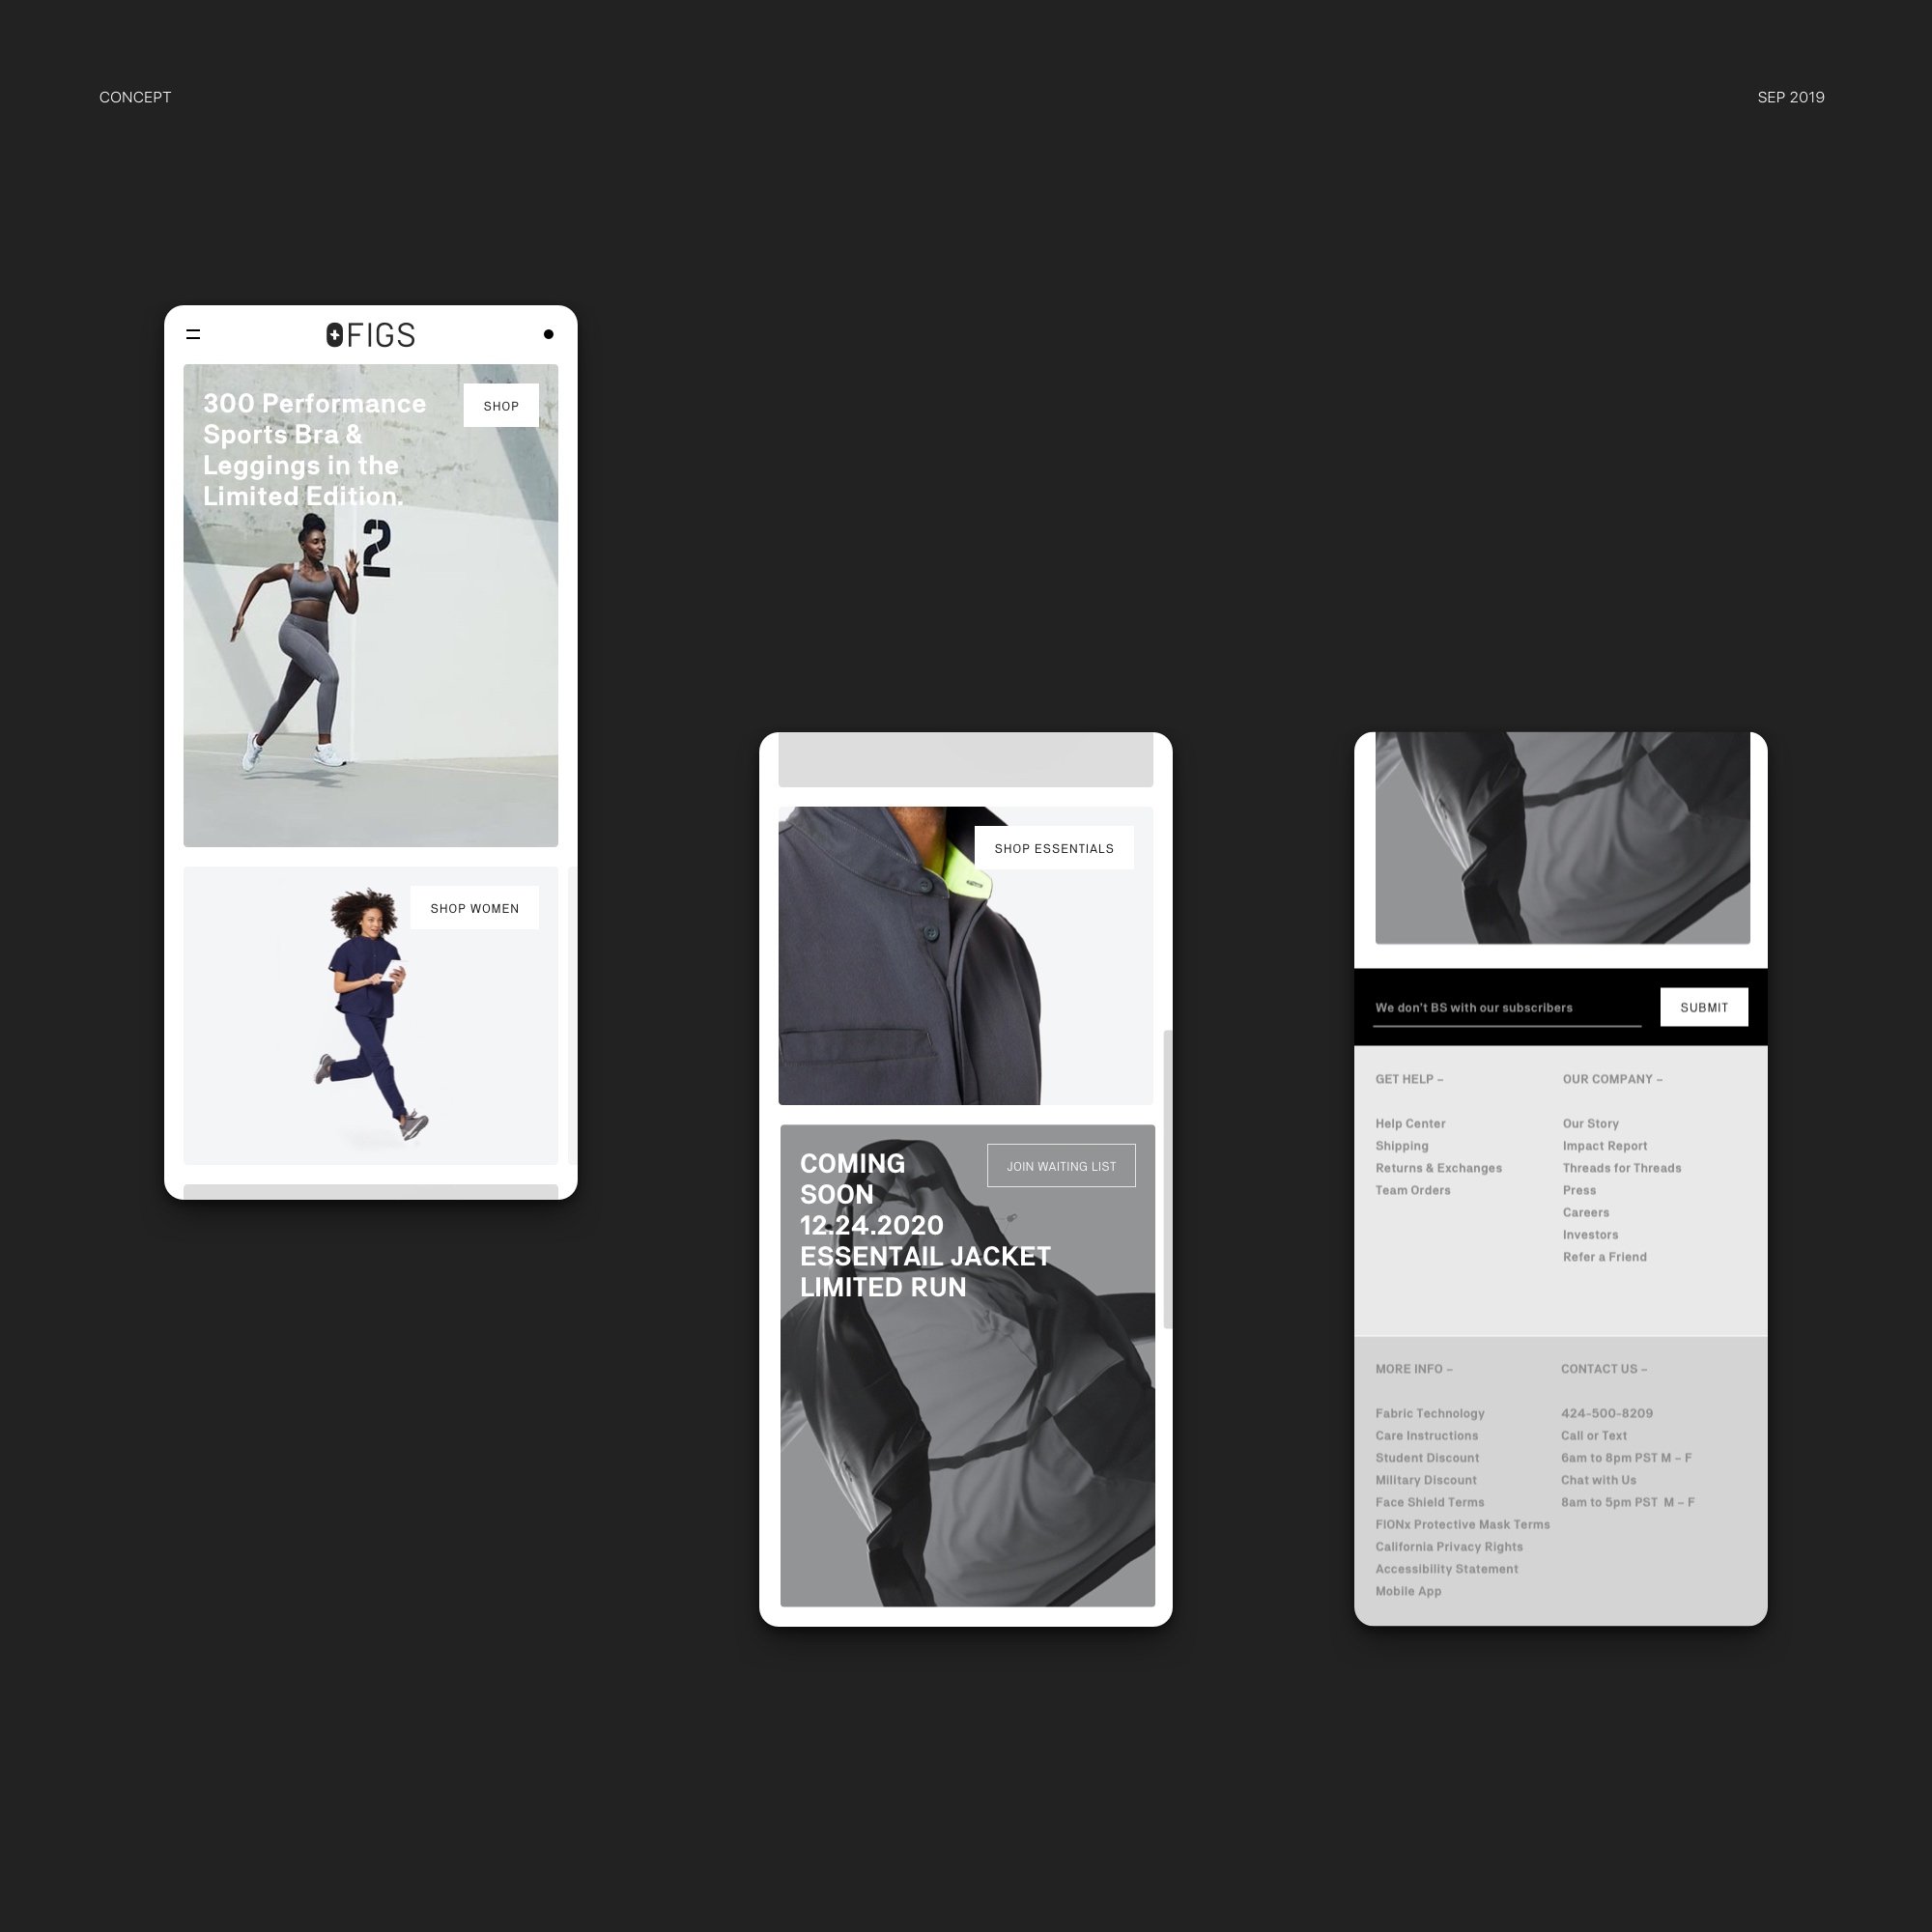 CONCEPT
SEP 2019
FIGS
300 Performance
Sports Bra &
Leggings in the
Limited Edition.
SHOP
2
SHOP WOMEN
SHOP ESSENTIALS
COMING
SOON
12.24.2020
ESSENTAIL JACKET
LIMITED RUN
JOIN WAITING LIST
We don't BS with our subscribers
SUBMIT
GET HELP –
Help Center
Shipping
Returns & Exchanges
Team Orders
OUR COMPANY –
Our Story
Impact Report
Threads for Threads
Press
Careers
Investors
Refer a Friend
MORE INFO –
Fabric Technology
Care Instructions
Student Discount
Military Discount
Face Shield Terms
FIONx Protective Mask Terms
California Privacy Rights
Accessibility Statement
Mobile App
CONTACT US –
424-500-8209
Call or Text
6am to 8pm PST M – F
Chat with Us
8am to 5pm PST  M – F